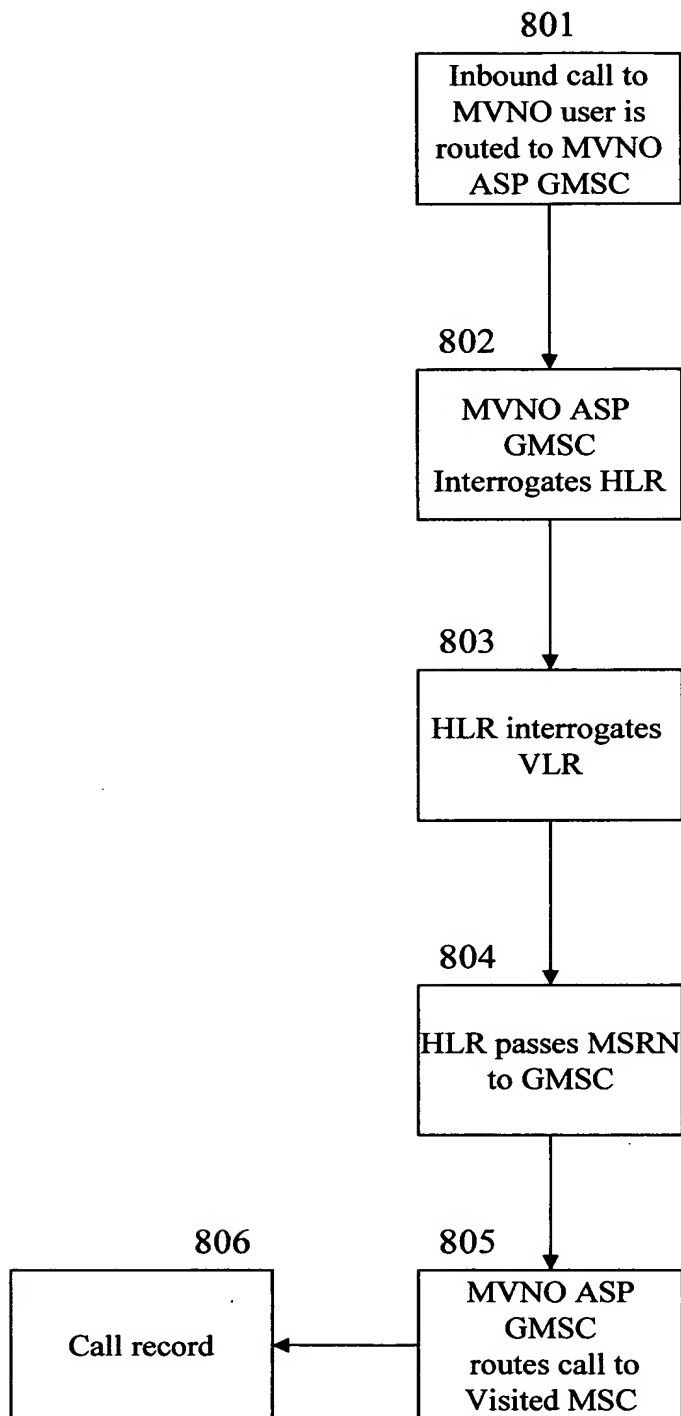 801
Inbound call to
MVNO user is
routed to MVNO
ASP GMSC
802
MVNO ASP
GMSC
Interrogates HLR
803
HLR interrogates
VLR
804
HLR passes MSRN
to GMSC
805
MVNO ASP
GMSC
routes call to
Visited MSC
806
Call record